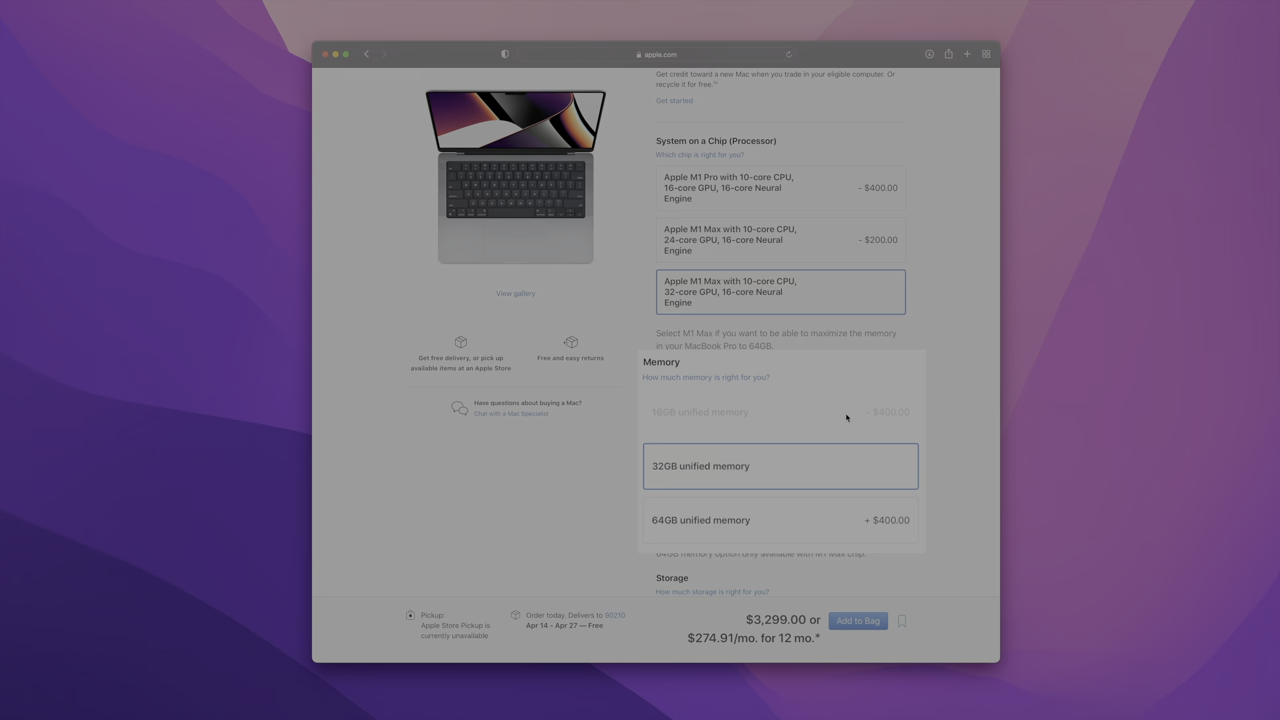 apple.com
Get credit toward a new Mac when you trade in your eligible computer. Or
recycle it for free.
Get started
System on a Chip (Processor)
Which chip is right for you?
Apple M1 Pro with 10-core CPU,
16-core GPU, 16-core Neural
Engine
- $400.00
Apple M1 Max with 10-core CPU,
24-core GPU, 16-core Neural
Engine
- $200.00
Apple M1 Max with 10-core CPU,
32-core GPU, 16-core Neural
Engine
Select M1 Max if you want to be able to maximize the memory
in your MacBook Pro to 64GB.
View gallery
Get free delivery, or pick up
available items at an Apple Store
Free and easy returns
Have questions about buying a Mac?
Chat with a Mac Specialist
Memory
How much memory is right for you?
16GB unified memory - $400.00
32GB unified memory
64GB unified memory + $400.00
64GB memory option only available with M1 Max chip.
Storage
How much storage is right for you?
Pickup:
Apple Store Pickup is
currently unavailable
Order today. Delivers to 90210
Apr 14 - Apr 27 — Free
$3,299.00 or
$274.91/mo. for 12 mo.*
Add to Bag